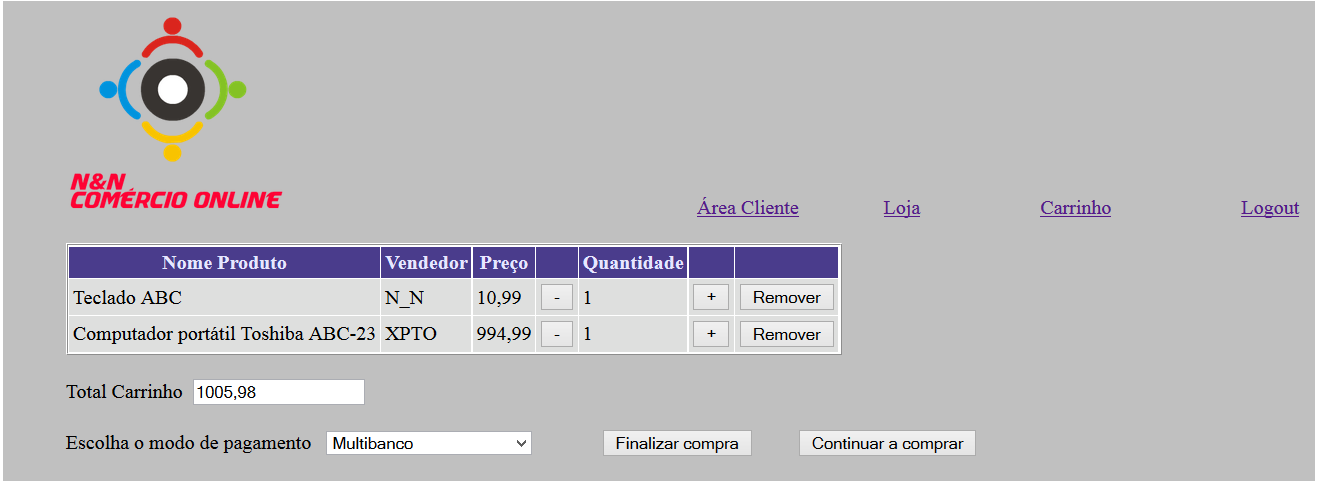 N&N
COMÉRCIO ONLINE
Área Cliente Loja Carrinho Logout
Nome Produto Vendedor Preço Quantidade
Teclado ABC N_N 10,99 - 1 + Remover
Computador portátil Toshiba ABC-23 XPTO 994,99 - 1 + Remover
Total Carrinho 1005,98
Escolha o modo de pagamento Multibanco Finalizar compra Continuar a comprar